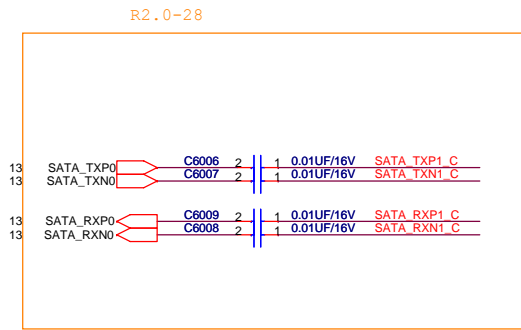 R2.0-28
13 SATA_TXP0 C6006 2 1 0.01UF/16V SATA_TXP1_C
13 SATA_TXN0 C6007 2 1 0.01UF/16V SATA_TXN1_C
13 SATA_RXP0 C6009 2 1 0.01UF/16V SATA_RXP1_C
13 SATA_RXN0 C6008 2 1 0.01UF/16V SATA_RXN1_C